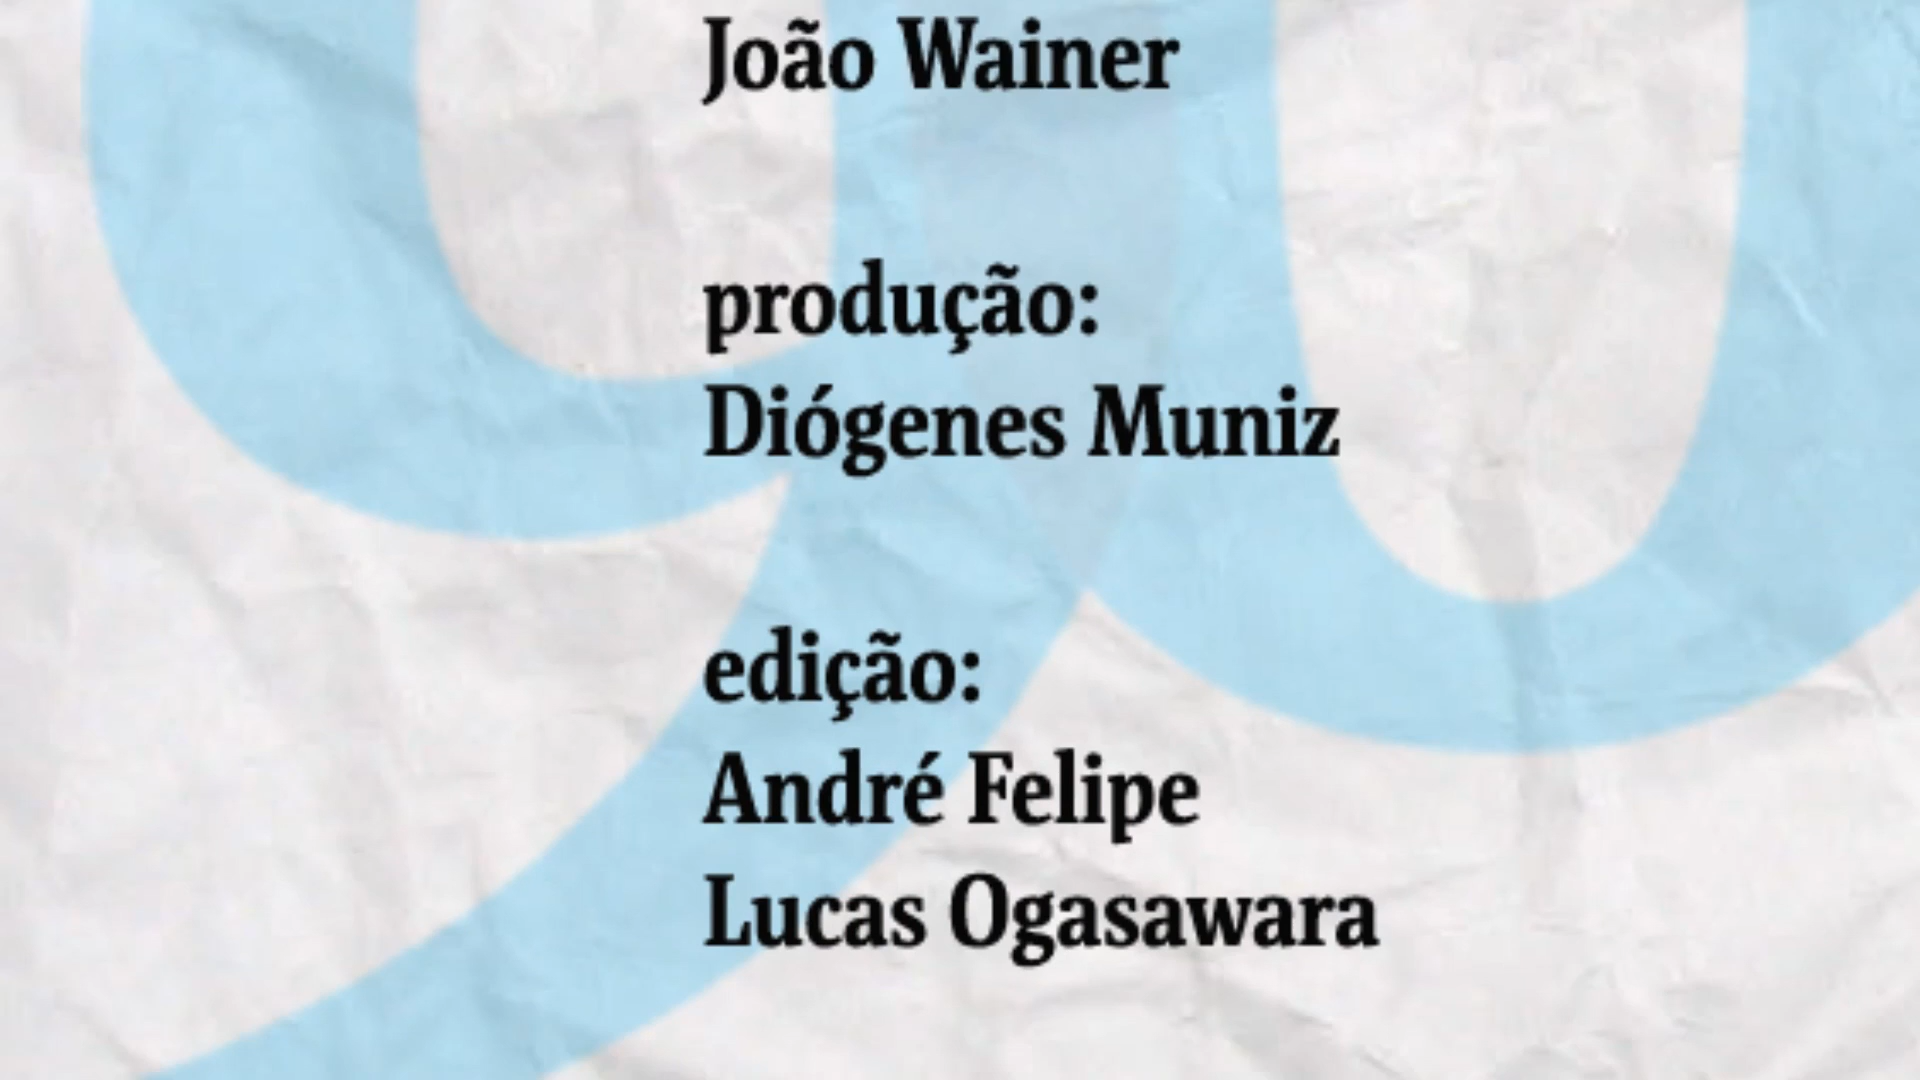 João Wainer
produção:
Diógenes Muniz
edição:
André Felipe
Lucas Ogasawara